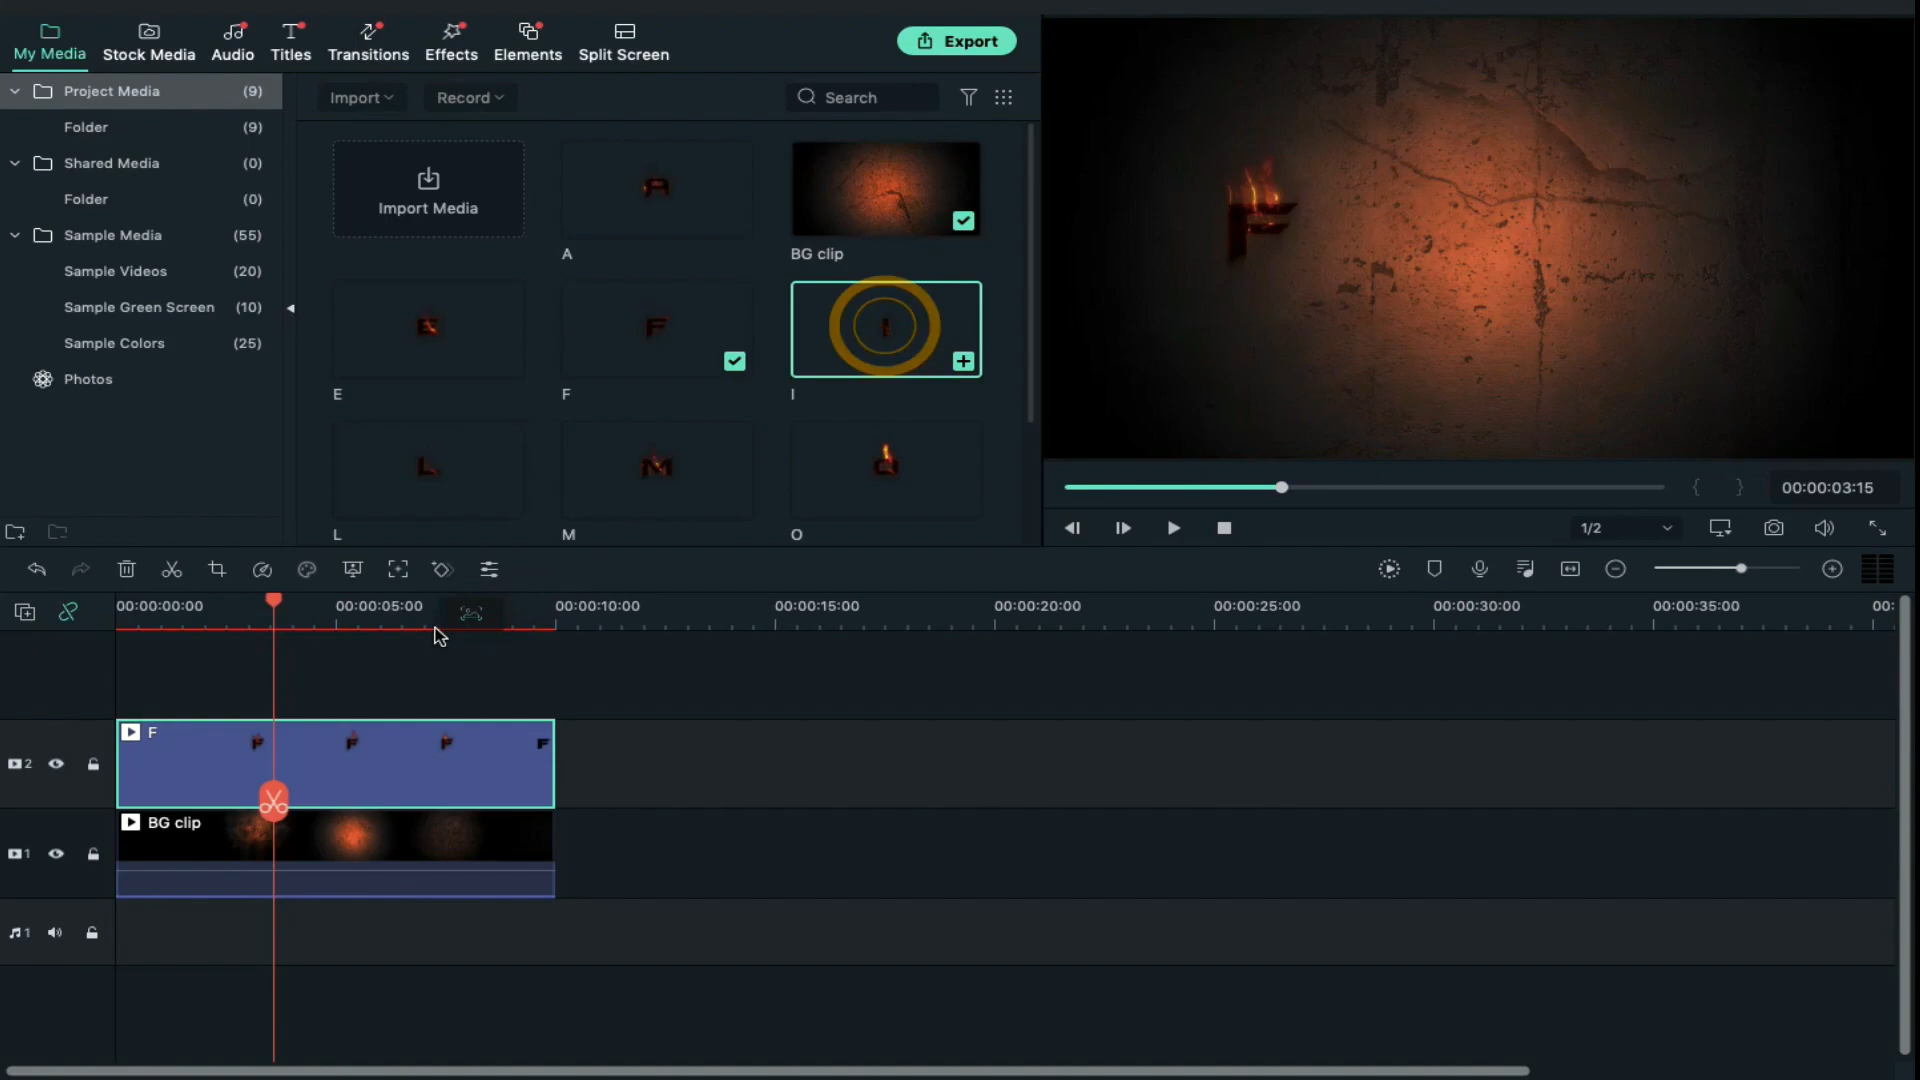 My Media
Stock Media
Audio
Titles
Transitions
Effects
Elements
Split Screen
Export
Project Media (9)
Folder (9)
Shared Media (0)
Folder (0)
Sample Media (55)
Sample Videos (20)
Sample Green Screen (10)
Sample Colors (25)
Photos
Import
Record
Search
Import Media
A
A
BG clip
E
F
I
E
F
I
L
M
O
L
M
O
F
00:00:03:15
1/2
00:00:00:00
00:00:05:00
00:00:10:00
00:00:15:00
00:00:20:00
00:00:25:00
00:00:30:00
00:00:35:00
00:
2
F
F F F F
1
BG clip
1